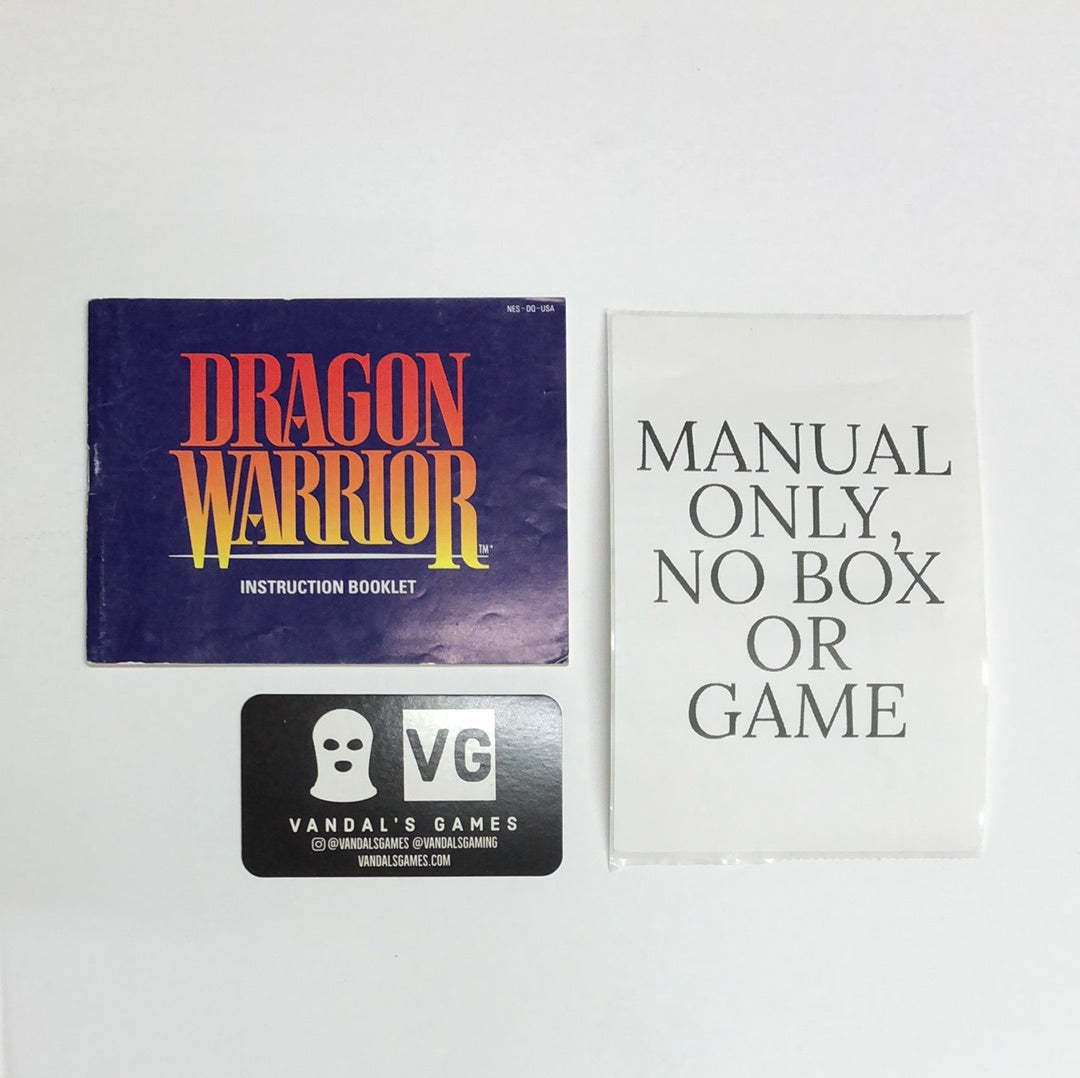 NES-DQ-USA
DRAGON
WARRIOR
TM*
INSTRUCTION BOOKLET
MANUAL
ONLY,
NO BOX
OR
GAME
VG
VANDAL'S GAMES
@VANDALSGAMES @VANDALSGAMING
VANDALSGAMES.COM